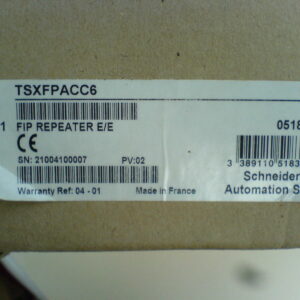 TSXFPACC6
1 FIP REPEATER E/E 0518
CE
SN: 21004100007 PV:02
3 389110 5183
Warranty Ref: 04 - 01 Made in France
Schneider
Automation S